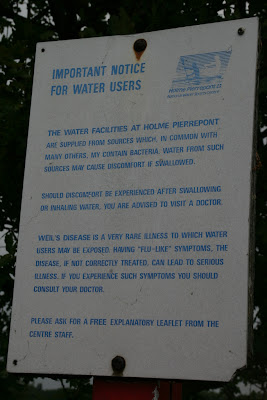 IMPORTANT NOTICE
FOR WATER USERS
HOLME PIERREPONT
THE WATER FACILITIES AT HOLME PIERREPONT
ARE SUPPLIED FROM SOURCES WHICH, IN COMMON WITH
MANY OTHERS, MY CONTAIN BACTERIA. WATER FROM SUCH
SOURCES MAY CAUSE DISCOMFORT IF SWALLOWED.
SHOULD DISCOMFORT BE EXPERIENCED AFTER SWALLOWING
OR INHALING WATER, YOU ARE ADVISED TO VISIT A DOCTOR.
WEIL'S DISEASE IS A VERY RARE ILLNESS TO WHICH WATER
USERS MAY BE EXPOSED. HAVING "FLU-LIKE" SYMPTOMS, THE
DISEASE, IF NOT CORRECTLY TREATED, CAN LEAD TO SERIOUS
ILLNESS. IF YOU EXPERIENCE SUCH SYMPTOMS YOU SHOULD
CONSULT YOUR DOCTOR.
PLEASE ASK FOR A FREE EXPLANATORY LEAFLET FROM THE
CENTRE STAFF.